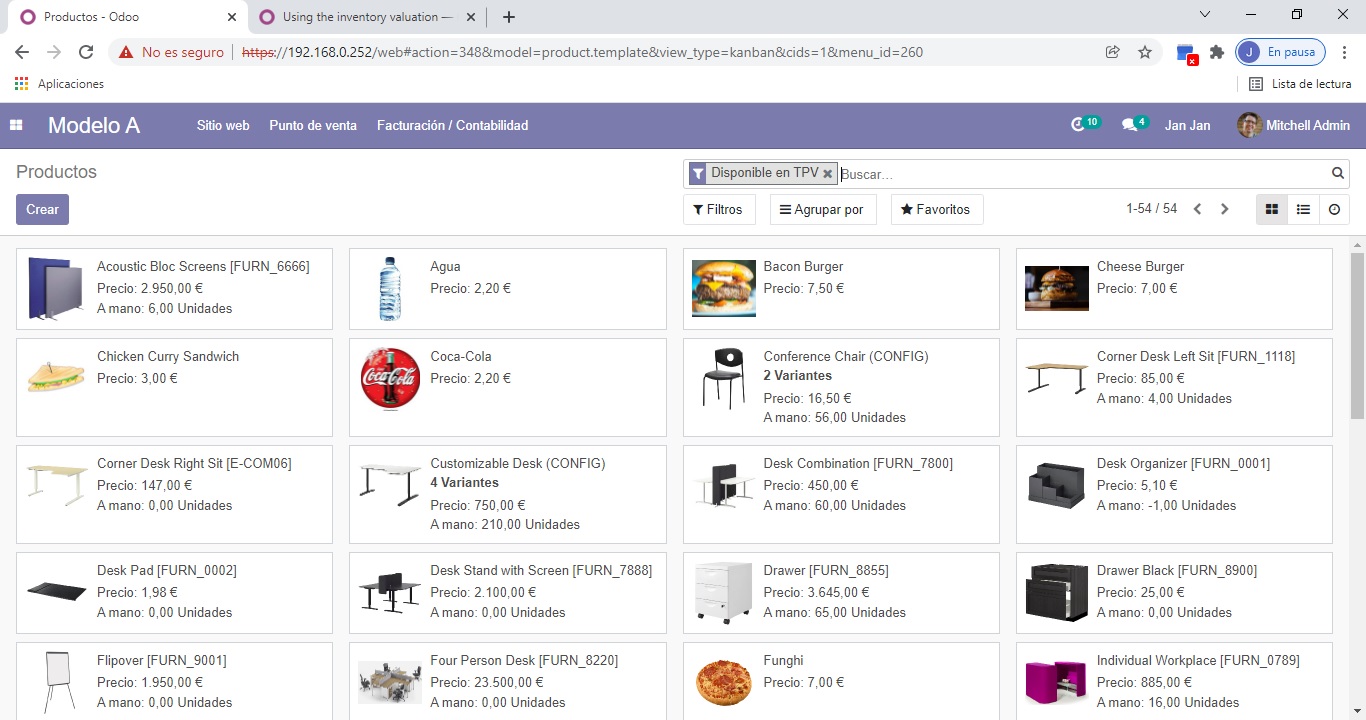 Productos - Odoo
Using the inventory valuation —
No es seguro
https://192.168.0.252/web#action=348&model=product.template&view_type=kanban&cids=1&menu_id=260
J En pausa
Aplicaciones
Lista de lectura
Modelo A
Sitio web
Punto de venta
Facturación / Contabilidad
10
4
Jan Jan
Mitchell Admin
Productos
Disponible en TPV
Buscar...
Crear
Filtros
Agrupar por
Favoritos
1-54 / 54
Acoustic Bloc Screens [FURN_6666]
Precio: 2.950,00 €
A mano: 6,00 Unidades
Agua
Precio: 2,20 €
Bacon Burger
Precio: 7,50 €
Cheese Burger
Precio: 7,00 €
Chicken Curry Sandwich
Precio: 3,00 €
Coca-Cola
Coca-Cola
Precio: 2,20 €
Conference Chair (CONFIG)
2 Variantes
Precio: 16,50 €
A mano: 56,00 Unidades
Corner Desk Left Sit [FURN_1118]
Precio: 85,00 €
A mano: 4,00 Unidades
Corner Desk Right Sit [E-COM06]
Precio: 147,00 €
A mano: 0,00 Unidades
Customizable Desk (CONFIG)
4 Variantes
Precio: 750,00 €
A mano: 210,00 Unidades
Desk Combination [FURN_7800]
Precio: 450,00 €
A mano: 60,00 Unidades
Desk Organizer [FURN_0001]
Precio: 5,10 €
A mano: -1,00 Unidades
Desk Pad [FURN_0002]
Precio: 1,98 €
A mano: 0,00 Unidades
Desk Stand with Screen [FURN_7888]
Precio: 2.100,00 €
A mano: 0,00 Unidades
Drawer [FURN_8855]
Precio: 3.645,00 €
A mano: 65,00 Unidades
Drawer Black [FURN_8900]
Precio: 25,00 €
A mano: 0,00 Unidades
Flipover [FURN_9001]
Precio: 1.950,00 €
A mano: 0,00 Unidades
Four Person Desk [FURN_8220]
Precio: 23.500,00 €
A mano: 0,00 Unidades
Funghi
Precio: 7,00 €
Individual Workplace [FURN_0789]
Precio: 885,00 €
A mano: 16,00 Unidades